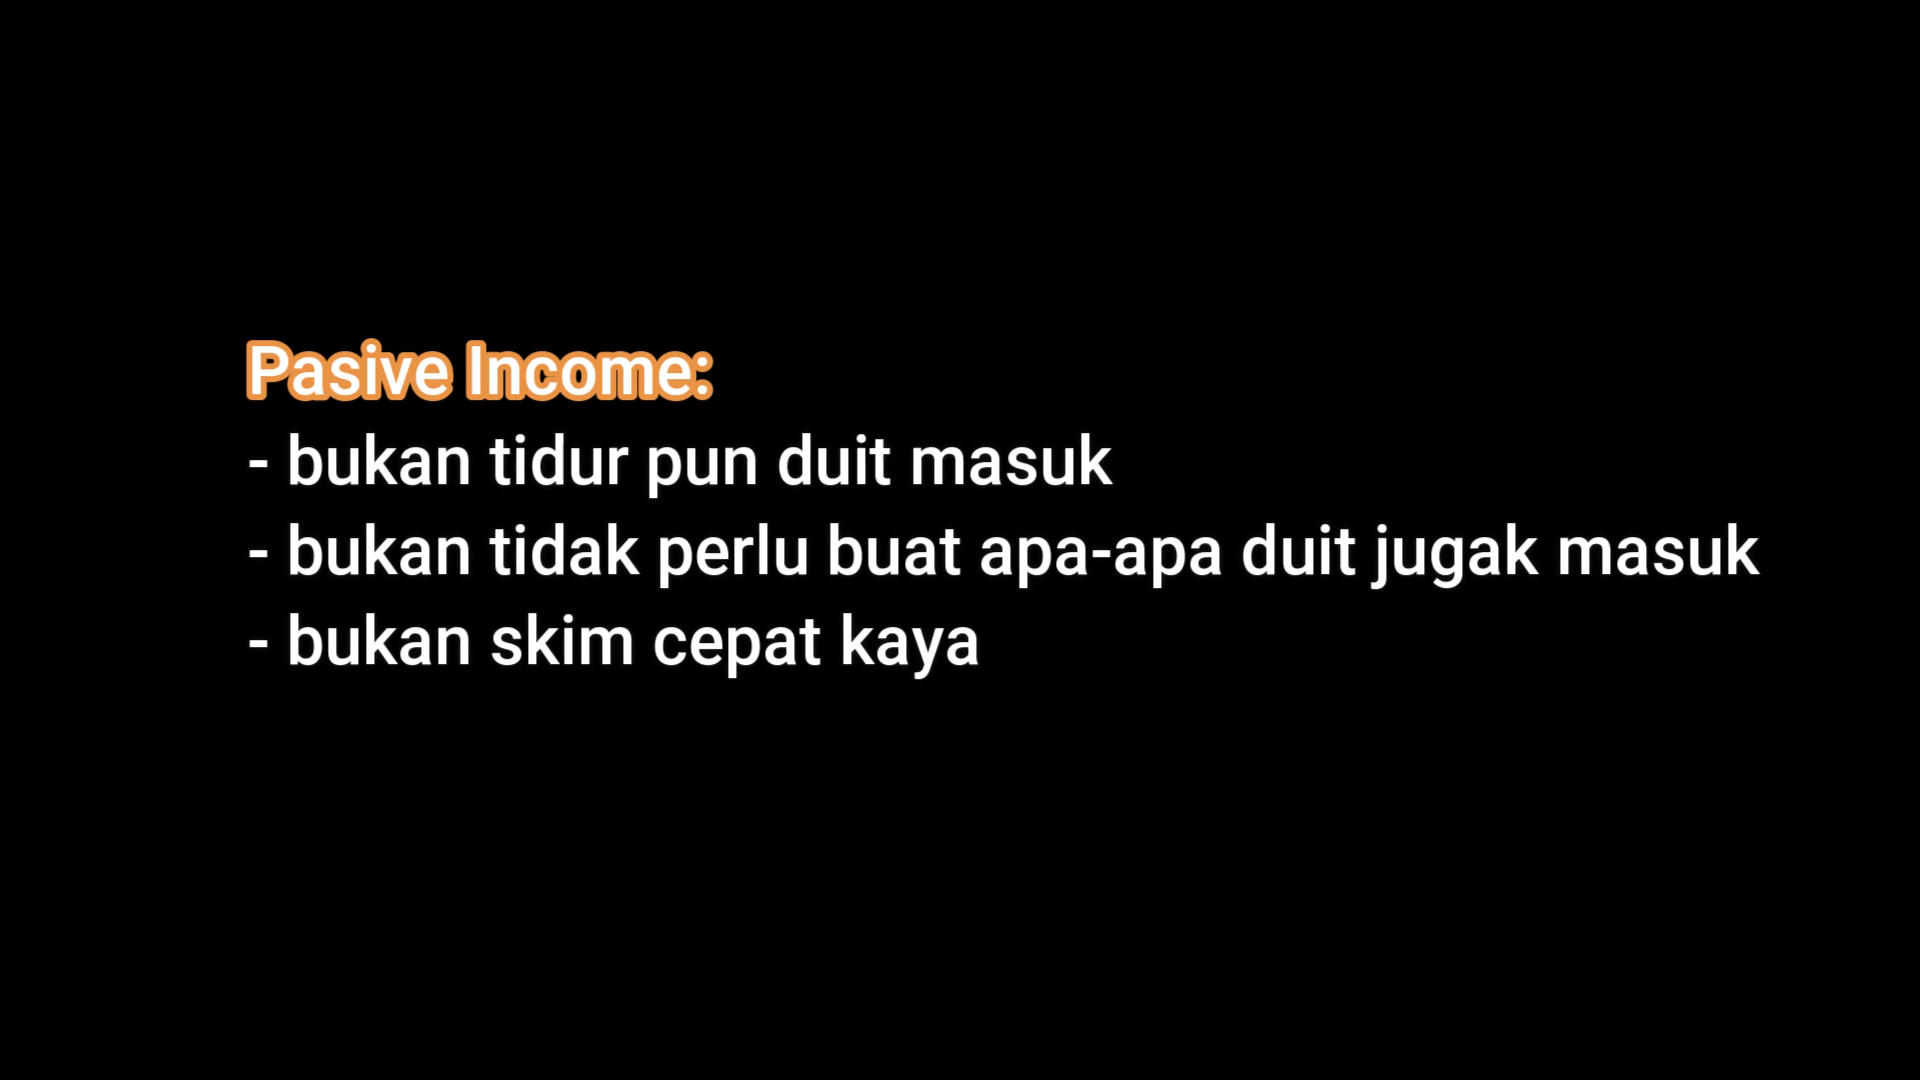 Pasive Income:
- bukan tidur pun duit masuk
- bukan tidak perlu buat apa-apa duit jugak masuk
- bukan skim cepat kaya